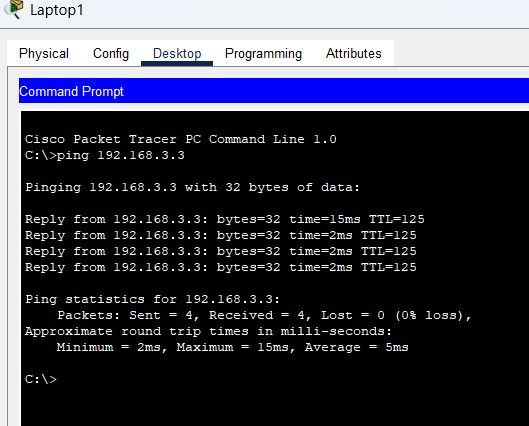 Laptop1
Physical Config Desktop Programming Attributes
Command Prompt
Cisco Packet Tracer PC Command Line 1.0
C:\>ping 192.168.3.3
Pinging 192.168.3.3 with 32 bytes of data:
Reply from 192.168.3.3: bytes=32 time=15ms TTL=125
Reply from 192.168.3.3: bytes=32 time=2ms TTL=125
Reply from 192.168.3.3: bytes=32 time=2ms TTL=125
Reply from 192.168.3.3: bytes=32 time=2ms TTL=125
Ping statistics for 192.168.3.3:
    Packets: Sent = 4, Received = 4, Lost = 0 (0% loss),
Approximate round trip times in milli-seconds:
    Minimum = 2ms, Maximum = 15ms, Average = 5ms
C:\>